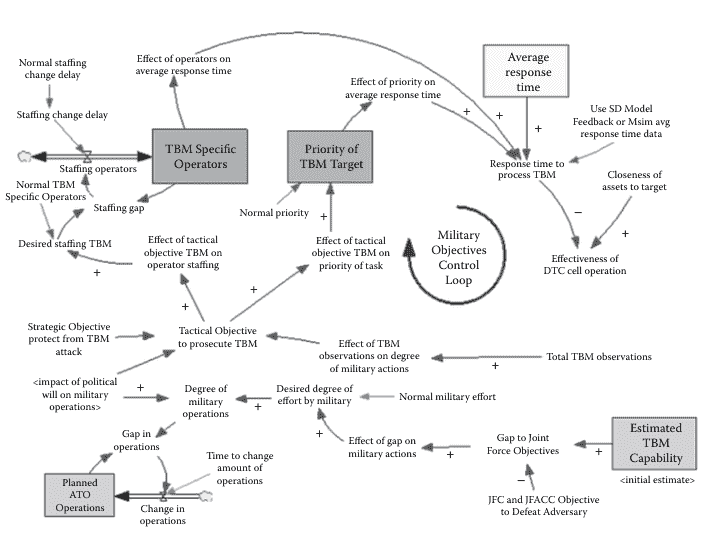 Normal staffing
change delay
Staffing change delay
Effect of operators on
average response time
Effect of priority on
average response time
Average
response
time
Use SD Model
Feedback or Msim avg
response time data
+
+
+
Staffing operators
TBM Specific
Operators
Priority of
TBM Target
Response time to
process TBM
Closeness of
assets to target
Normal TBM
Specific Operators
Staffing gap
Normal priority
+
–
+
Desired staffing TBM
+
Effect of tactical
objective TBM on
operator staffing
Effect of tactical
objective TBM on
priority of task
Military
Objectives
Control
Loop
Effectiveness of
DTC cell operation
+
+
Strategic Objective
protect from TBM
attack
Tactical Objective
to prosecute TBM
Effect of TBM
observations on degree
of military actions
+
Total TBM observations
<impact of political
will on military
operations>
+
Degree of
military
operations
+
Desired degree of
effort by military
Normal military effort
Gap in
operations
+
Effect of gap on
military actions
+
Gap to Joint
Force Objectives
+
Estimated
TBM
Capability
<initial estimate>
Time to change
amount of
operations
Planned
ATO
Operations
Change in
operations
–
JFC and JFACC Objective
to Defeat Adversary